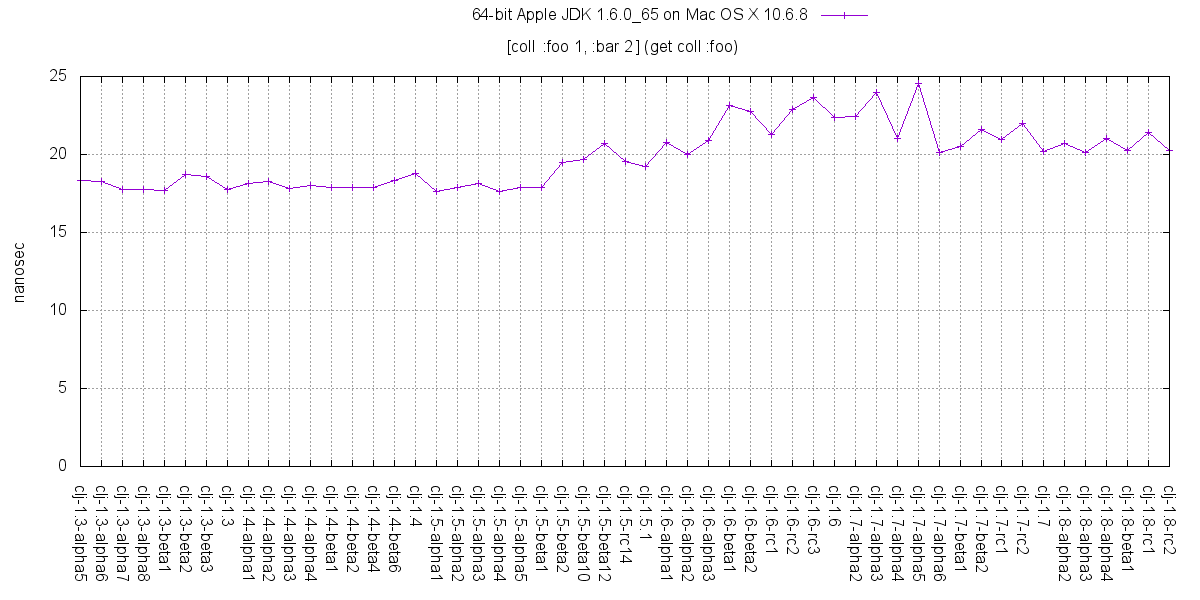 64-bit Apple JDK 1.6.0_65 on Mac OS X 10.6.8
[coll :foo 1, :bar 2] (get coll :foo)
25
20
15
10
5
0
nanosec
clj-1.3-alpha5
clj-1.3-alpha6
clj-1.3-alpha7
clj-1.3-alpha8
clj-1.3-beta1
clj-1.3-beta2
clj-1.3-beta3
clj-1.3
clj-1.4-alpha1
clj-1.4-alpha2
clj-1.4-alpha3
clj-1.4-alpha4
clj-1.4-beta1
clj-1.4-beta2
clj-1.4-beta4
clj-1.4-beta6
clj-1.4
clj-1.5-alpha1
clj-1.5-alpha2
clj-1.5-alpha3
clj-1.5-alpha4
clj-1.5-alpha5
clj-1.5-beta1
clj-1.5-beta2
clj-1.5-beta10
clj-1.5-beta12
clj-1.5-rc14
clj-1.5.1
clj-1.6-alpha1
clj-1.6-alpha2
clj-1.6-alpha3
clj-1.6-beta1
clj-1.6-beta2
clj-1.6-rc1
clj-1.6-rc2
clj-1.6-rc3
clj-1.6
clj-1.7-alpha2
clj-1.7-alpha3
clj-1.7-alpha4
clj-1.7-alpha5
clj-1.7-alpha6
clj-1.7-beta1
clj-1.7-beta2
clj-1.7-rc1
clj-1.7-rc2
clj-1.7
clj-1.8-alpha2
clj-1.8-alpha3
clj-1.8-alpha4
clj-1.8-beta1
clj-1.8-rc1
clj-1.8-rc2